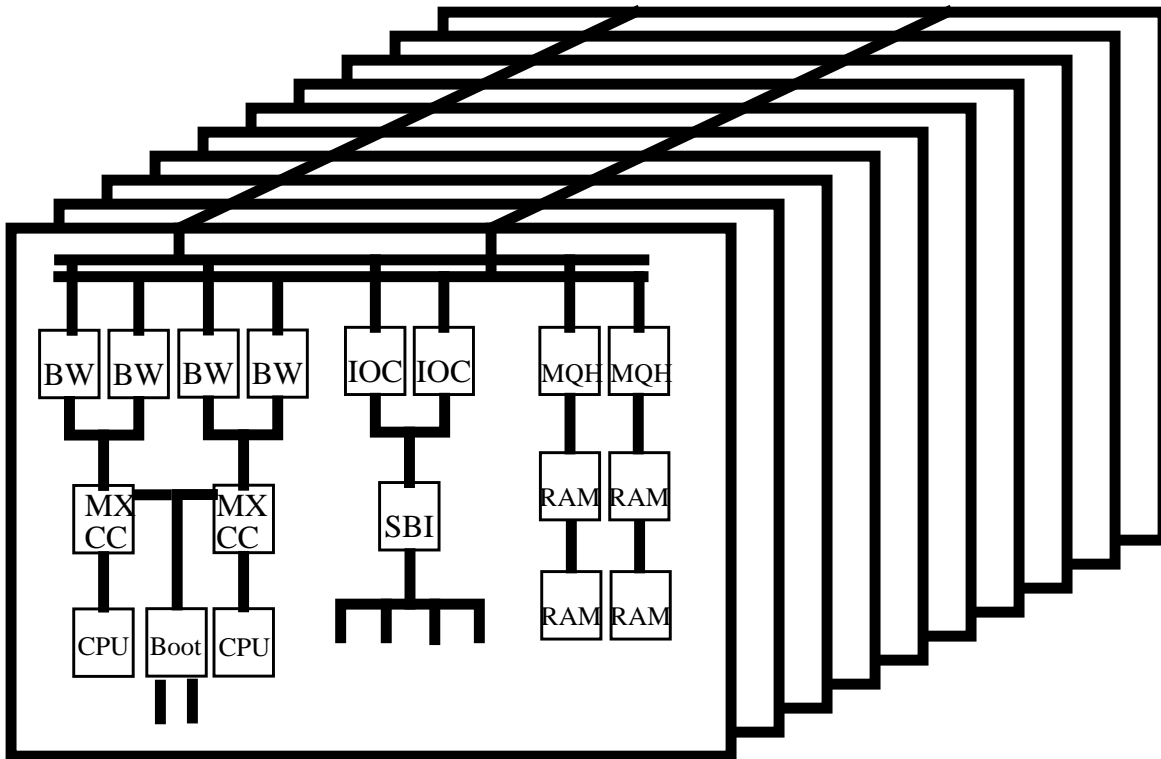 BW BW BW BW IOC IOC MQH MQH
MX MX RAM RAM
CC CC SBI
CPU Boot CPU RAM RAM